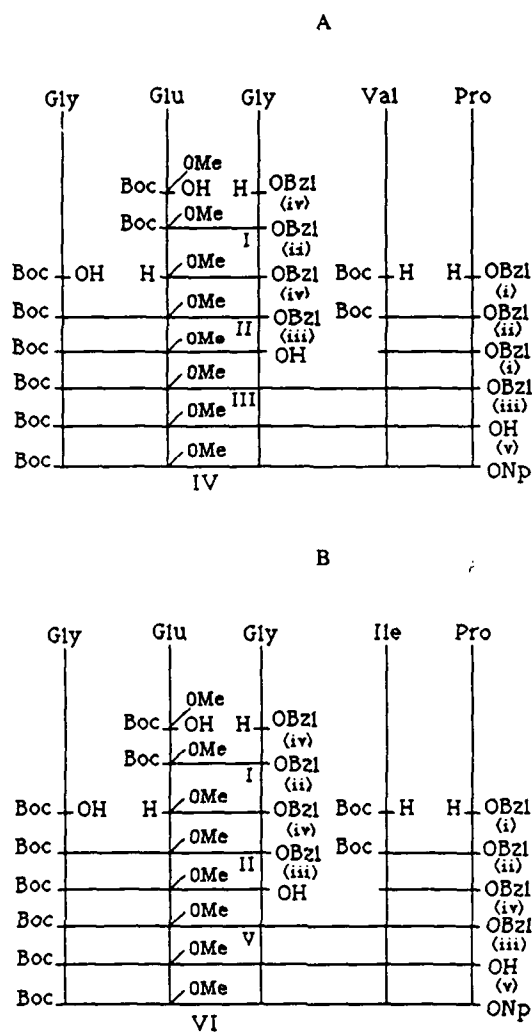 A
Gly Glu Gly Val Pro
OMe
Boc OH H OBzl
(iv)
Boc OMe OBzl
I (ii)
Boc OH H OMe OBzl Boc H H OBzl
(iv) (i)
Boc OMe OBzl Boc OBzl
II (iii) (ii)
Boc OMe OH OBzl
(i)
Boc OMe OBzl
III (iii)
Boc OMe OH
(v)
Boc OMe ONp
IV
B
Gly Glu Gly Ile Pro
OMe
Boc OH H OBzl
(iv)
Boc OMe OBzl
I (ii)
Boc OH H OMe OBzl Boc H H OBzl
(iv) (i)
Boc OMe OBzl Boc OBzl
II (iii) (ii)
Boc OMe OH OBzl
(iv)
Boc OMe OBzl
V (iii)
Boc OMe OH
(v)
Boc OMe ONp
VI